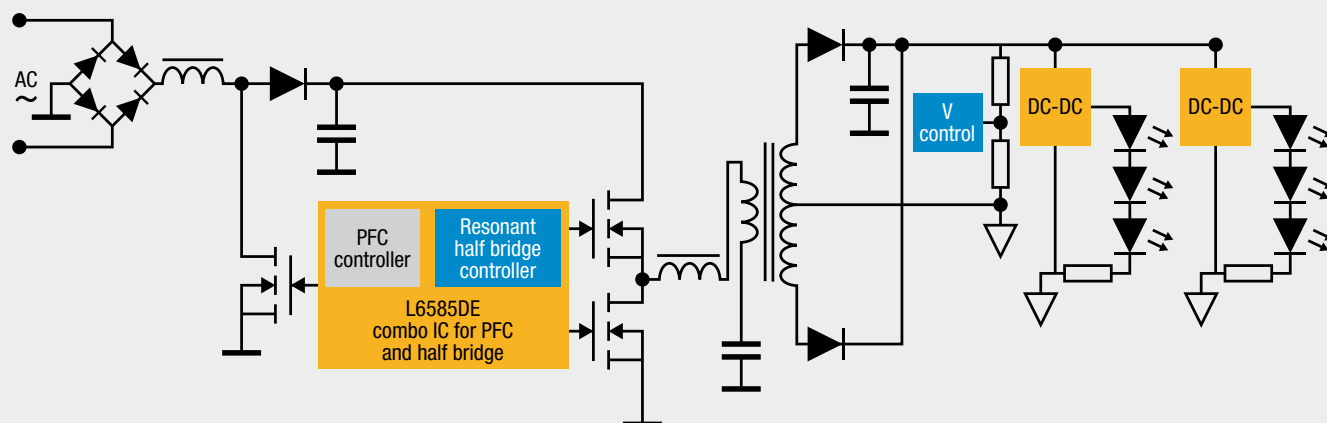 AC
~
PFC
controller
Resonant
half bridge
controller
L6585DE
combo IC for PFC
and half bridge
V
control
DC-DC
DC-DC